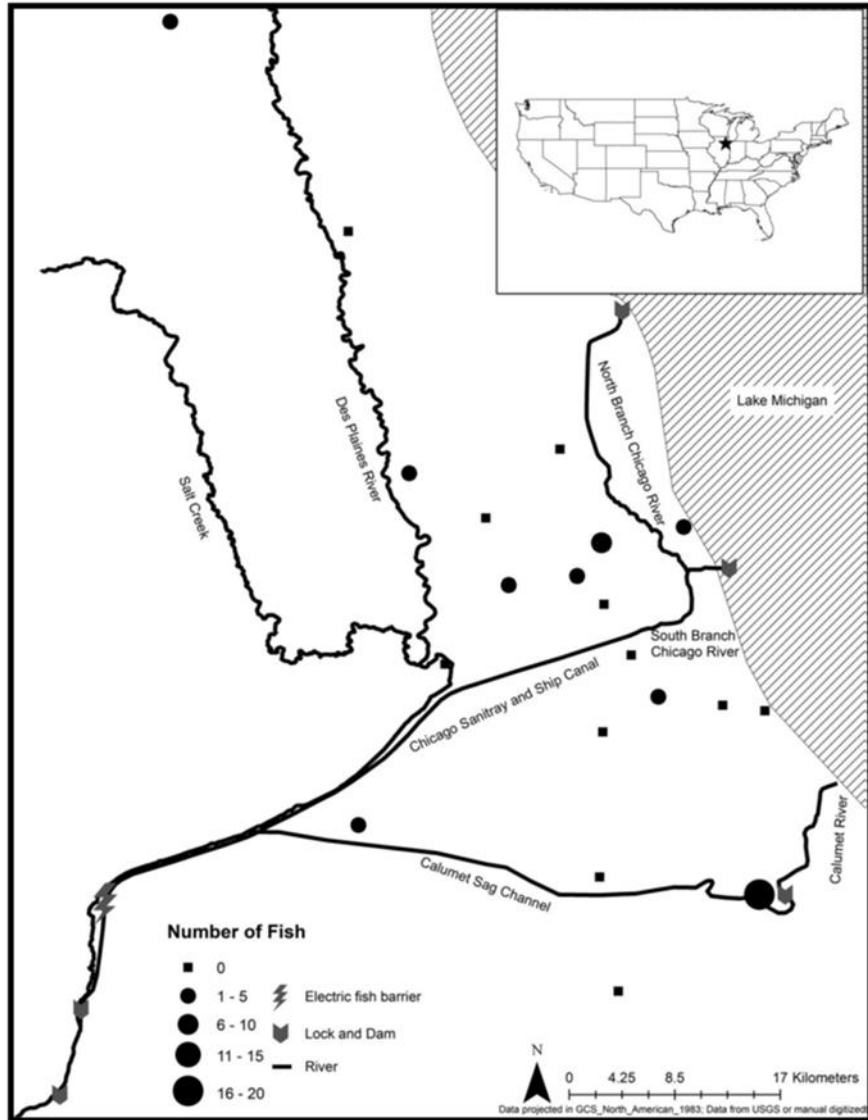 Lake Michigan
North Branch Chicago River
Des Plaines River
Salt Creek
South Branch
Chicago River
Chicago Sanitray and Ship Canal
Calumet River
Calumet Sag Channel
Number of Fish
0
1 - 5
6 - 10
11 - 15
16 - 20
Electric fish barrier
Lock and Dam
River
N
0 4.25 8.5 17 Kilometers
Data projected in GCS_North_American_1983; Data from USGS or manual digitized